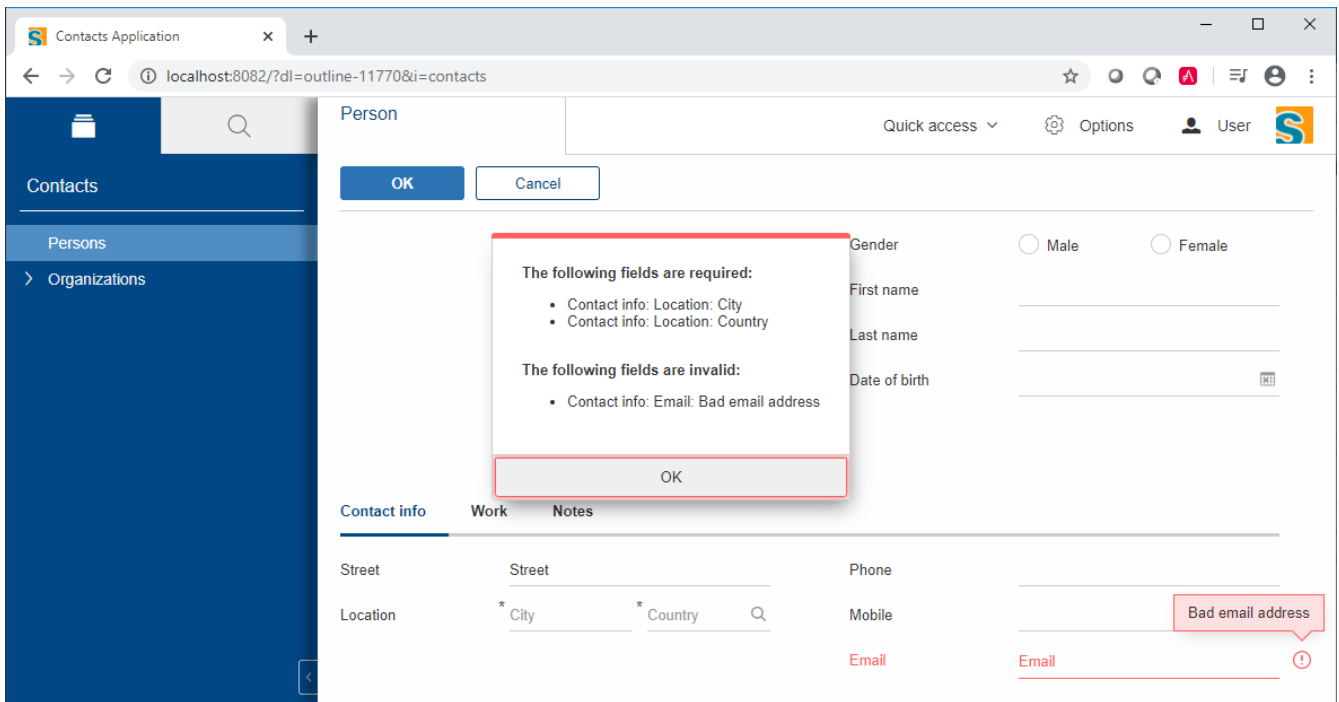 Contacts Application
localhost:8082/?dl=outline-11770&i=contacts
Person
Quick access
Options
User
Contacts
OK
Cancel
Persons
Organizations
The following fields are required:
• Contact info: Location: City
• Contact info: Location: Country
The following fields are invalid:
• Contact info: Email: Bad email address
OK
Gender
Male
Female
First name
Last name
Date of birth
Contact info
Work
Notes
Street
Street
Phone
Location
* City
* Country
Mobile
Bad email address
Email
Email